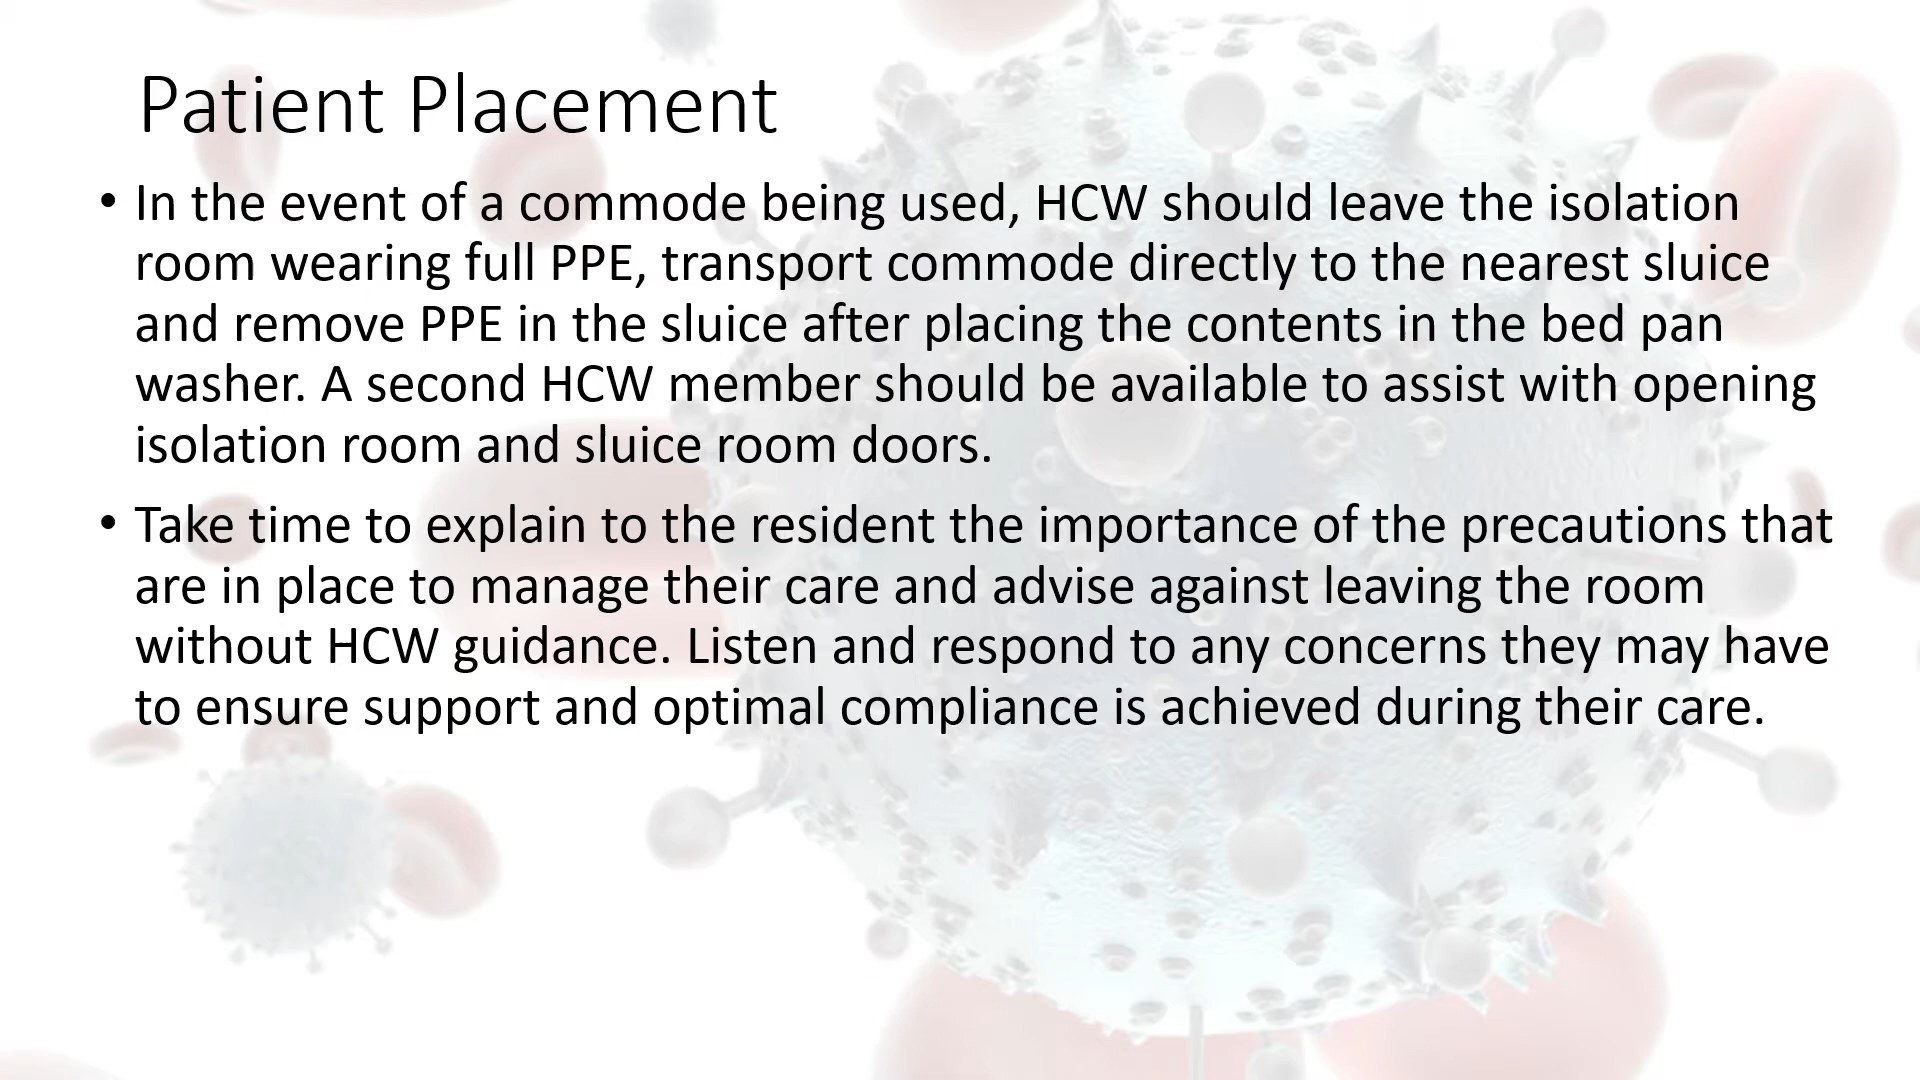 Patient Placement
• In the event of a commode being used, HCW should leave the isolation
room wearing full PPE, transport commode directly to the nearest sluice
and remove PPE in the sluice after placing the contents in the bed pan
washer. A second HCW member should be available to assist with opening
isolation room and sluice room doors.
• Take time to explain to the resident the importance of the precautions that
are in place to manage their care and advise against leaving the room
without HCW guidance. Listen and respond to any concerns they may have
to ensure support and optimal compliance is achieved during their care.